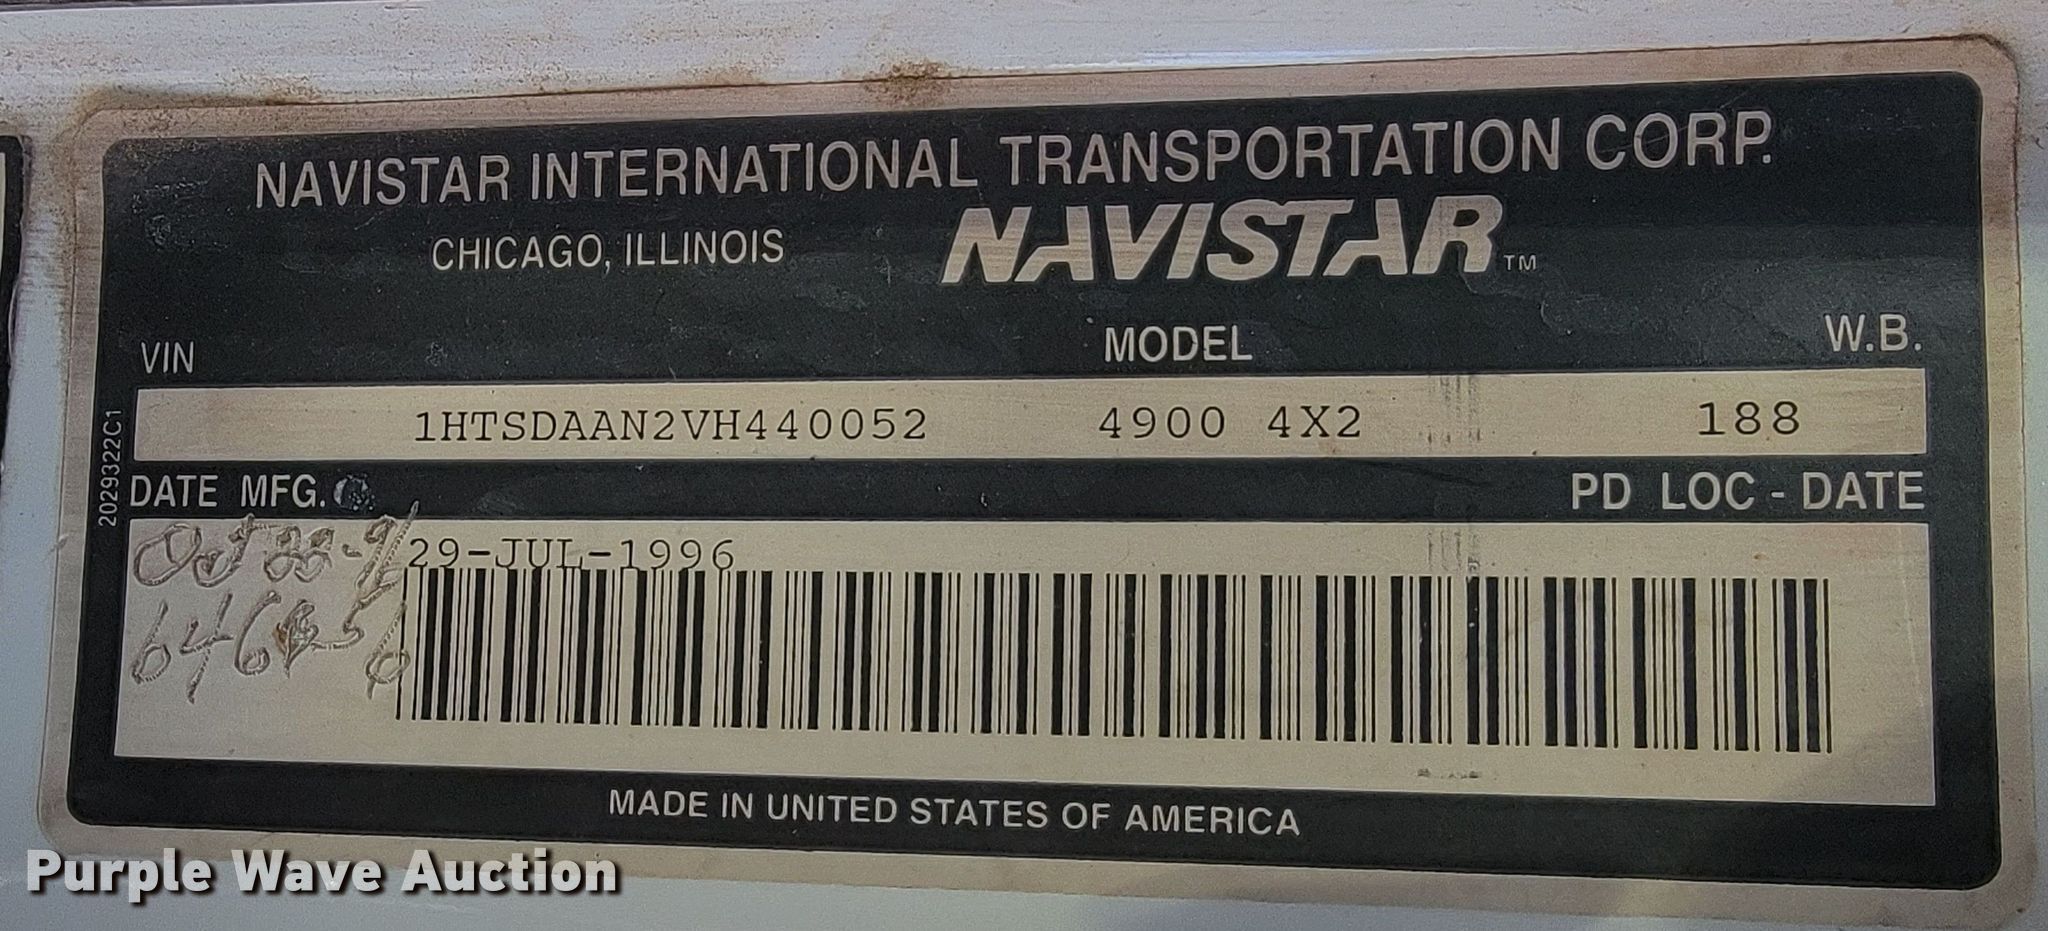 NAVISTAR INTERNATIONAL TRANSPORTATION CORP.
CHICAGO, ILLINOIS NAVISTAR™
VIN MODEL W.B.
1HTSDAAN2VH440052 4900 4X2 188
2029322C1
DATE MFG. PD LOC - DATE
29-JUL-1996
MADE IN UNITED STATES OF AMERICA
Purple Wave Auction